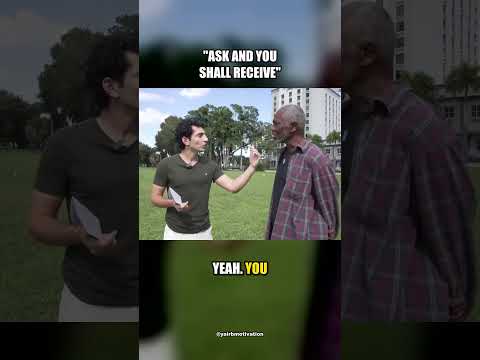 "ASK AND YOU
SHALL RECEIVE"
YEAH. YOU
@yairbmotivation